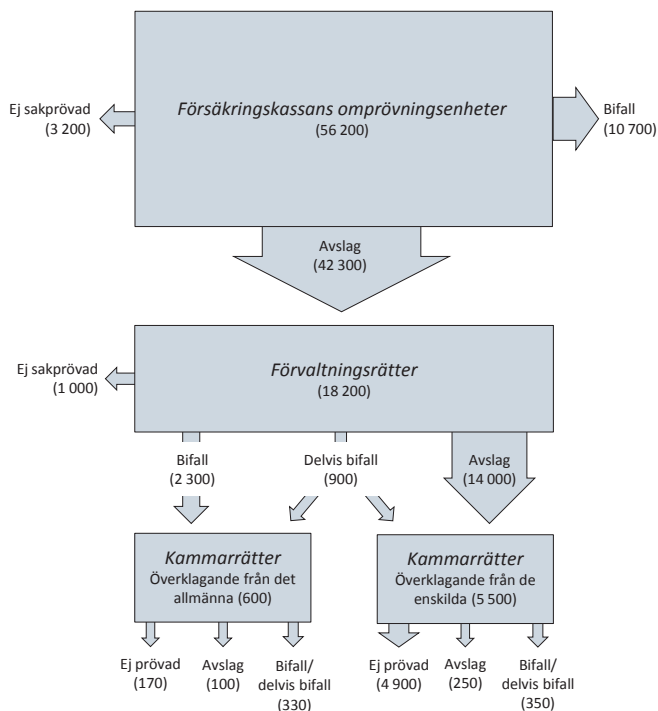 Försäkringskassans omprövningsenheter
(56 200)
Ej sakprövad
(3 200)
Bifall
(10 700)
Avslag
(42 300)
Förvaltningsrätter
(18 200)
Ej sakprövad
(1 000)
Bifall
(2 300)
Delvis bifall
(900)
Avslag
(14 000)
Kammarrätter
Överklagande från det
allmänna (600)
Kammarrätter
Överklagande från de
enskilda (5 500)
Ej prövad
(170)
Avslag
(100)
Bifall/
delvis bifall
(330)
Ej prövad
(4 900)
Avslag
(250)
Bifall/
delvis bifall
(350)